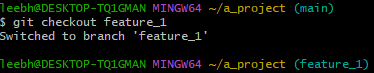 leebh@DESKTOP-TQ1GMAN MINGW64 ~/a_project (main)
$ git checkout feature_1
Switched to branch 'feature_1'
leebh@DESKTOP-TQ1GMAN MINGW64 ~/a_project (feature_1)